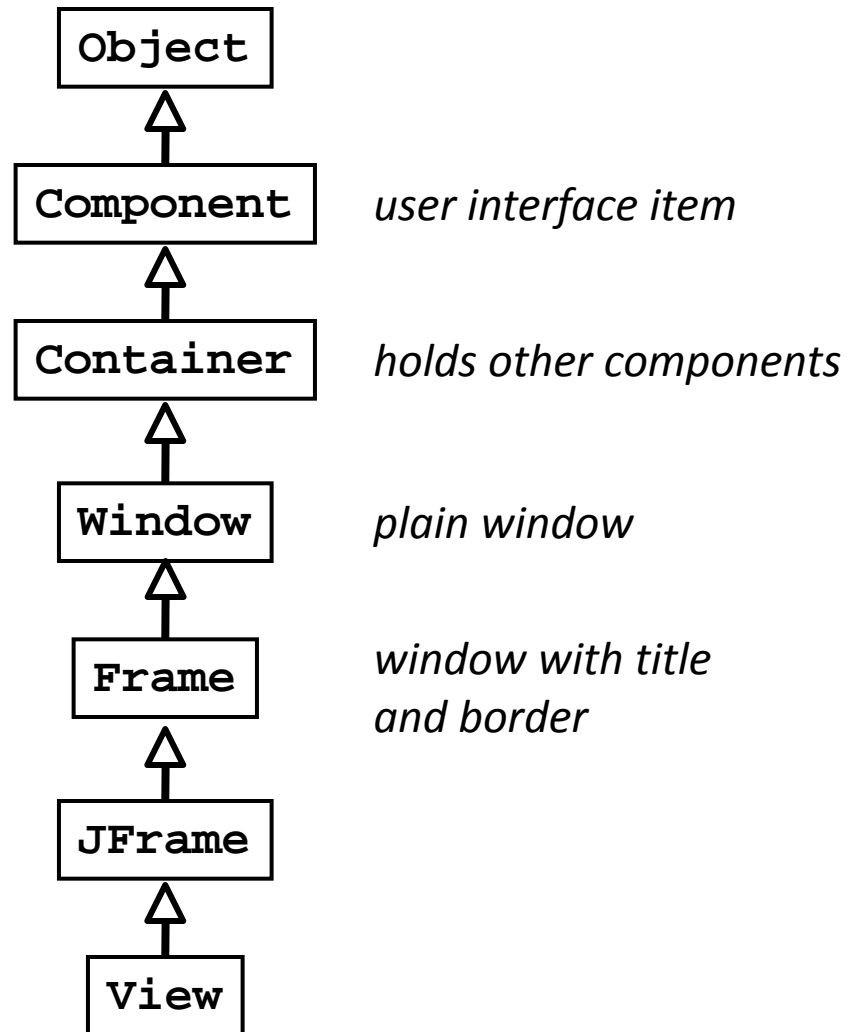 Object
Component
user interface item
Container
holds other components
Window
plain window
Frame
window with title
and border
JFrame
View